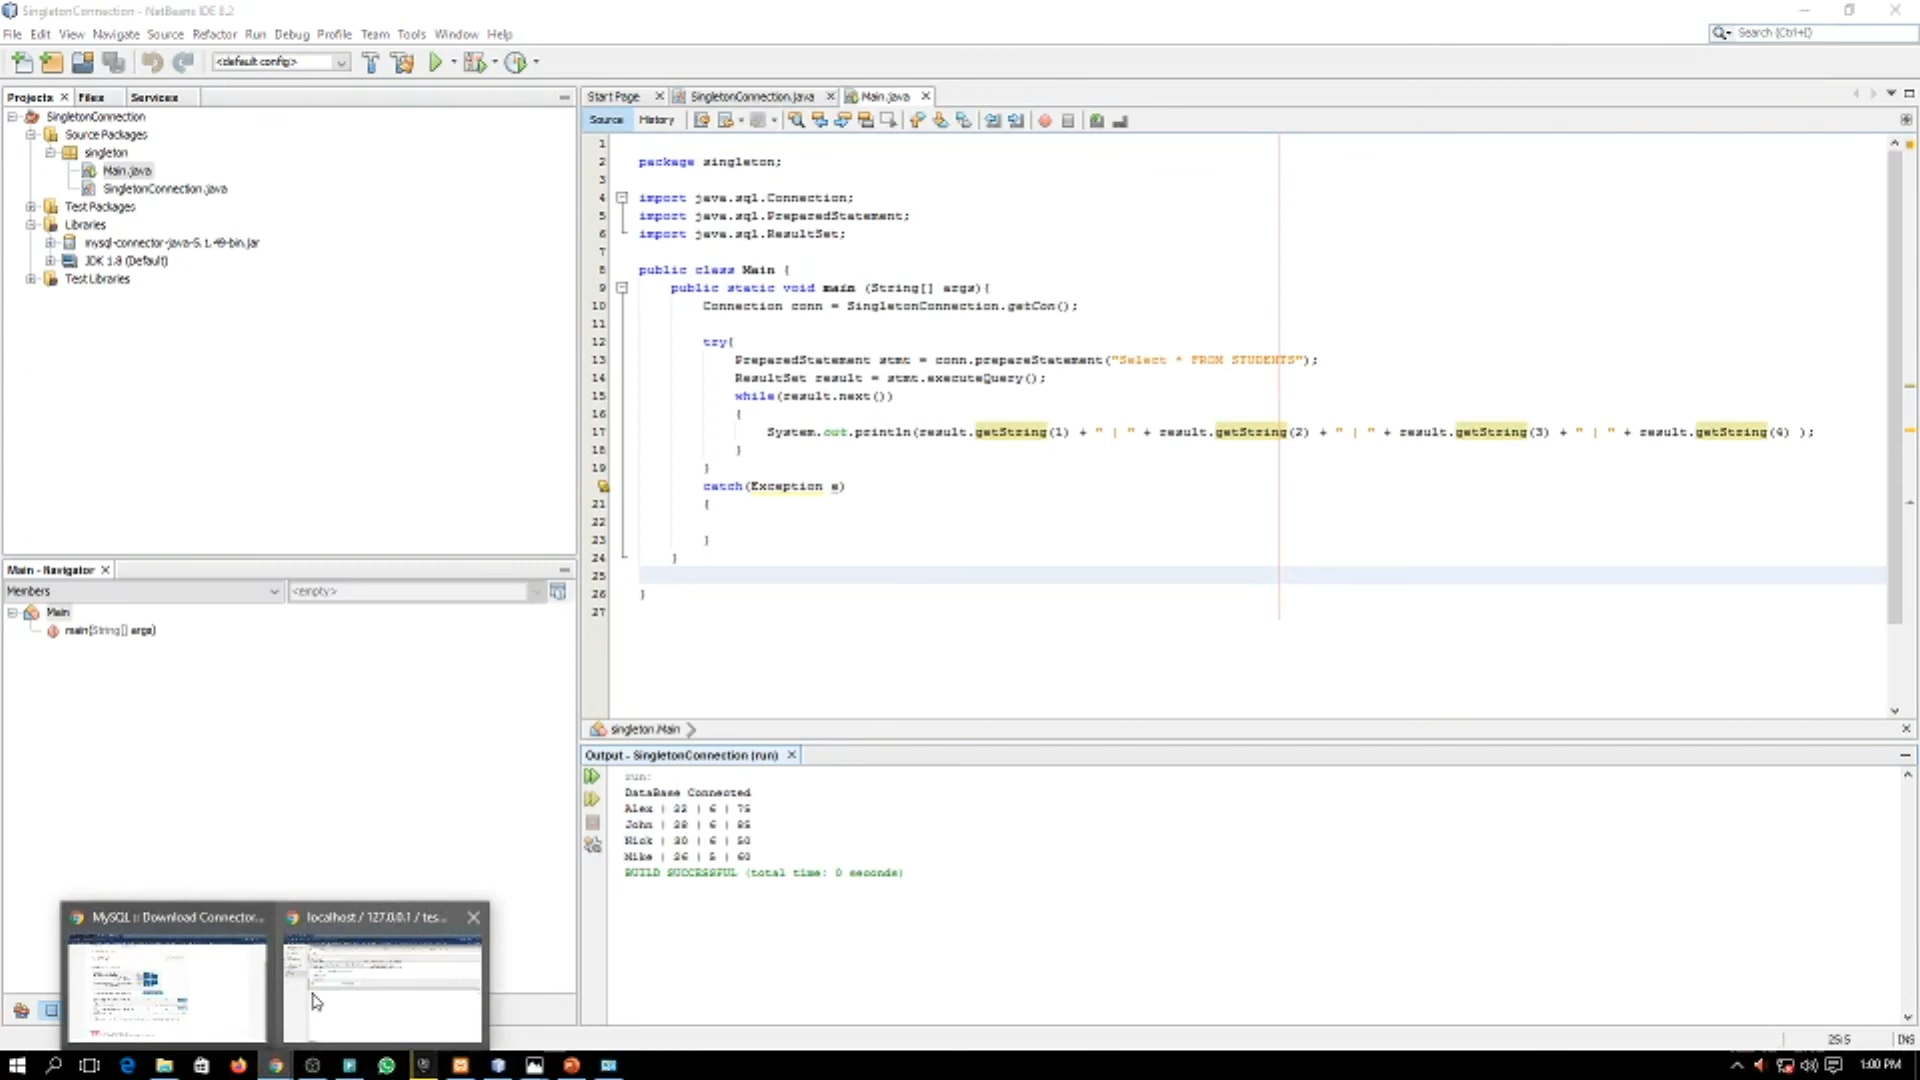 SingletonConnection - NetBeans IDE 8.2
File Edit View Navigate Source Refactor Run Debug Profile Team Tools Window Help
Search (Ctrl+I)
<default config>
Projects Files Services
SingletonConnection
Source Packages
singleton
Main.java
SingletonConnection.java
Test Packages
Libraries
mysql-connector-java-5.1.49-bin.jar
JDK 1.8 (Default)
Test Libraries
Start Page SingletonConnection.java Main.java
Source History
1
2 package singleton;
3
4 import java.sql.Connection;
5 import java.sql.PreparedStatement;
6 import java.sql.ResultSet;
7
8 public class Main {
9 public static void main (String[] args){
10 Connection conn = SingletonConnection.getCon();
11
12 try{
13 PreparedStatement stmt = conn.prepareStatement("Select * FROM STUDENTS");
14 ResultSet result = stmt.executeQuery();
15 while(result.next())
16 {
17 System.out.println(result.getString(1) + " | " + result.getString(2) + " | " + result.getString(3) + " | " + result.getString(4) );
18 }
19 }
catch(Exception e)
21 {
22
23 }
24 }
25
26 }
27
singleton.Main
Main - Navigator
Members <empty>
Main
main(String[] args)
Output - SingletonConnection (run)
run:
DataBase Connected
Alex | 22 | 6 | 75
John | 28 | 6 | 85
Nick | 30 | 6 | 50
Mike | 26 | 5 | 60
BUILD SUCCESSFUL (total time: 0 seconds)
MySQL :: Download Connector...
localhost / 127.0.0.1 / tes...
25:5 INS
1:00 PM